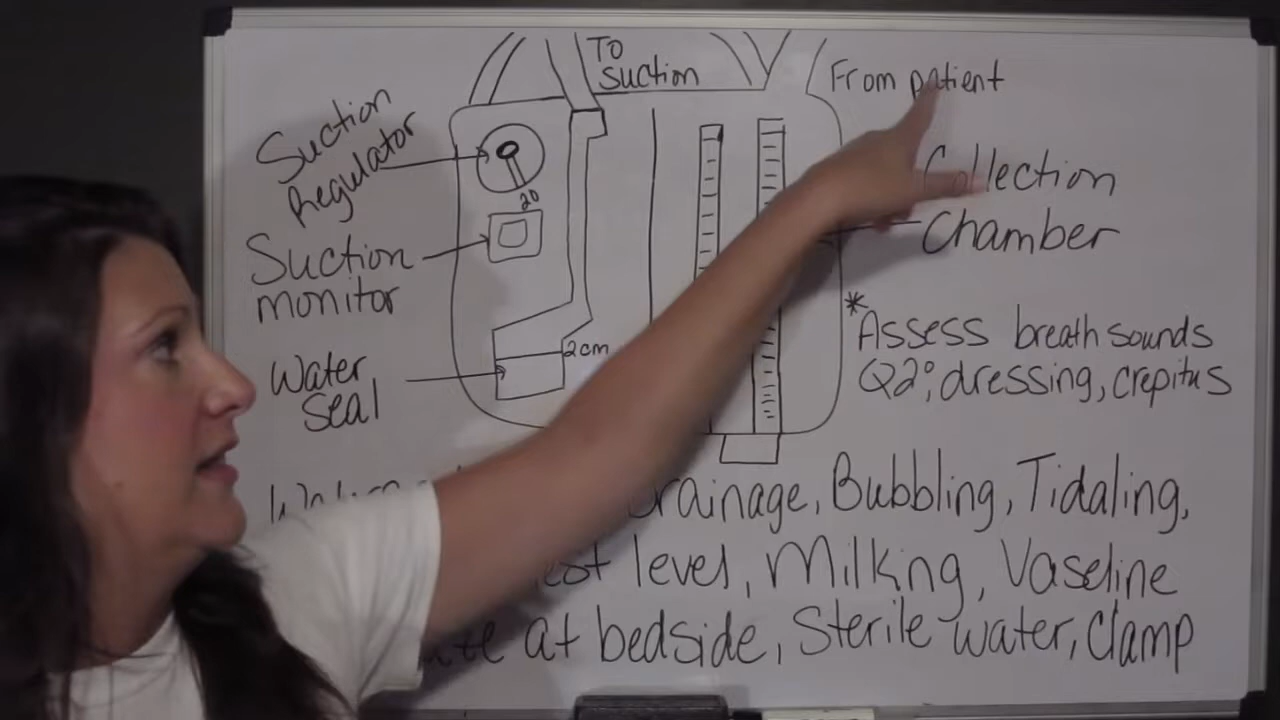 To
Suction
From patient
Suction
Regulator
20
Collection
Chamber
Suction
monitor
2cm
Water
Seal
*Assess breath sounds
Q2°, dressing, crepitus
Drainage, Bubbling, Tidaling,
level, Milking, Vaseline
at bedside, Sterile water, Clamp